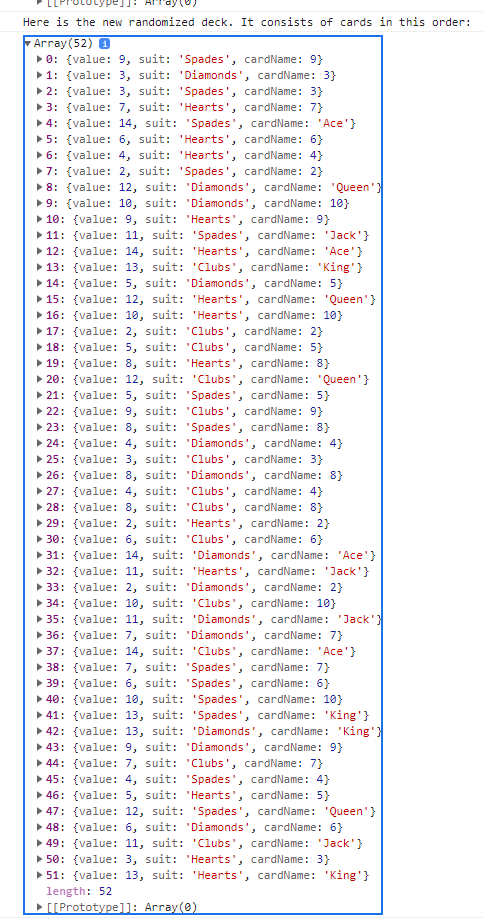 [[Prototype]]: Array(0)
Here is the new randomized deck. It consists of cards in this order:
Array(52) i
0: {value: 9, suit: 'Spades', cardName: 9}
1: {value: 3, suit: 'Diamonds', cardName: 3}
2: {value: 3, suit: 'Spades', cardName: 3}
3: {value: 7, suit: 'Hearts', cardName: 7}
4: {value: 14, suit: 'Spades', cardName: 'Ace'}
5: {value: 6, suit: 'Hearts', cardName: 6}
6: {value: 4, suit: 'Hearts', cardName: 4}
7: {value: 2, suit: 'Spades', cardName: 2}
8: {value: 12, suit: 'Diamonds', cardName: 'Queen'}
9: {value: 10, suit: 'Diamonds', cardName: 10}
10: {value: 9, suit: 'Hearts', cardName: 9}
11: {value: 11, suit: 'Spades', cardName: 'Jack'}
12: {value: 14, suit: 'Hearts', cardName: 'Ace'}
13: {value: 13, suit: 'Clubs', cardName: 'King'}
14: {value: 5, suit: 'Diamonds', cardName: 5}
15: {value: 12, suit: 'Hearts', cardName: 'Queen'}
16: {value: 10, suit: 'Hearts', cardName: 10}
17: {value: 2, suit: 'Clubs', cardName: 2}
18: {value: 5, suit: 'Clubs', cardName: 5}
19: {value: 8, suit: 'Hearts', cardName: 8}
20: {value: 12, suit: 'Clubs', cardName: 'Queen'}
21: {value: 5, suit: 'Spades', cardName: 5}
22: {value: 9, suit: 'Clubs', cardName: 9}
23: {value: 8, suit: 'Spades', cardName: 8}
24: {value: 4, suit: 'Diamonds', cardName: 4}
25: {value: 3, suit: 'Clubs', cardName: 3}
26: {value: 8, suit: 'Diamonds', cardName: 8}
27: {value: 4, suit: 'Clubs', cardName: 4}
28: {value: 8, suit: 'Clubs', cardName: 8}
29: {value: 2, suit: 'Hearts', cardName: 2}
30: {value: 6, suit: 'Clubs', cardName: 6}
31: {value: 14, suit: 'Diamonds', cardName: 'Ace'}
32: {value: 11, suit: 'Hearts', cardName: 'Jack'}
33: {value: 2, suit: 'Diamonds', cardName: 2}
34: {value: 10, suit: 'Clubs', cardName: 10}
35: {value: 11, suit: 'Diamonds', cardName: 'Jack'}
36: {value: 7, suit: 'Diamonds', cardName: 7}
37: {value: 14, suit: 'Clubs', cardName: 'Ace'}
38: {value: 7, suit: 'Spades', cardName: 7}
39: {value: 6, suit: 'Spades', cardName: 6}
40: {value: 10, suit: 'Spades', cardName: 10}
41: {value: 13, suit: 'Spades', cardName: 'King'}
42: {value: 13, suit: 'Diamonds', cardName: 'King'}
43: {value: 9, suit: 'Diamonds', cardName: 9}
44: {value: 7, suit: 'Clubs', cardName: 7}
45: {value: 4, suit: 'Spades', cardName: 4}
46: {value: 5, suit: 'Hearts', cardName: 5}
47: {value: 12, suit: 'Spades', cardName: 'Queen'}
48: {value: 6, suit: 'Diamonds', cardName: 6}
49: {value: 11, suit: 'Clubs', cardName: 'Jack'}
50: {value: 3, suit: 'Hearts', cardName: 3}
51: {value: 13, suit: 'Hearts', cardName: 'King'}
length: 52
[[Prototype]]: Array(0)